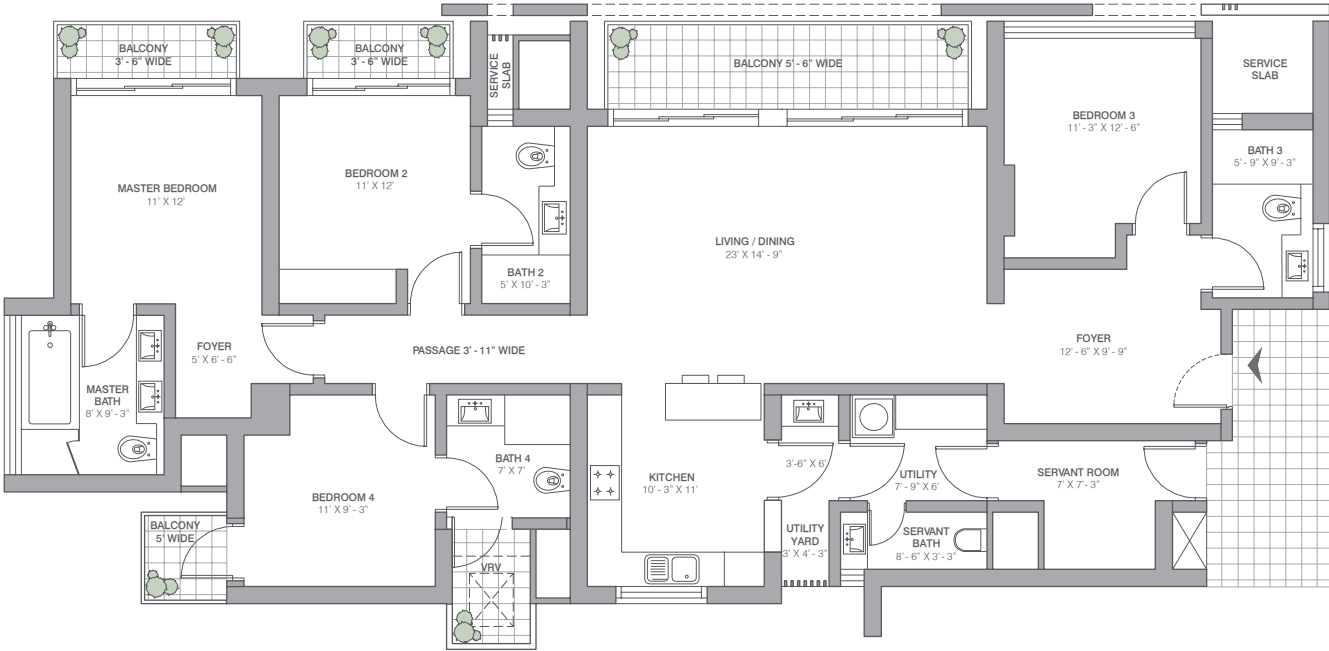 BALCONY
3' - 6" WIDE
BALCONY
3' - 6" WIDE
SERVICE
SLAB
BALCONY 5' - 6" WIDE
SERVICE
SLAB
BEDROOM 3
11' - 3" X 12' - 6"
BATH 3
5' - 9" X 9' - 3"
MASTER BEDROOM
11' X 12'
BEDROOM 2
11' X 12'
LIVING / DINING
23' X 14' - 9"
BATH 2
5' X 10' - 3"
FOYER
5' X 6' - 6"
PASSAGE 3' - 11" WIDE
FOYER
12' - 6" X 9' - 9"
MASTER
BATH
8' X 9' - 3"
BATH 4
7' X 7'
KITCHEN
10' - 3" X 11'
3'-6" X 6'
UTILITY
7' - 9" X 6'
SERVANT ROOM
7' X 7' - 3"
BEDROOM 4
11' X 9' - 3"
BALCONY
5' WIDE
UTILITY
YARD
3' X 4' - 3"
SERVANT
BATH
8' - 6" X 3' - 3"
VRV